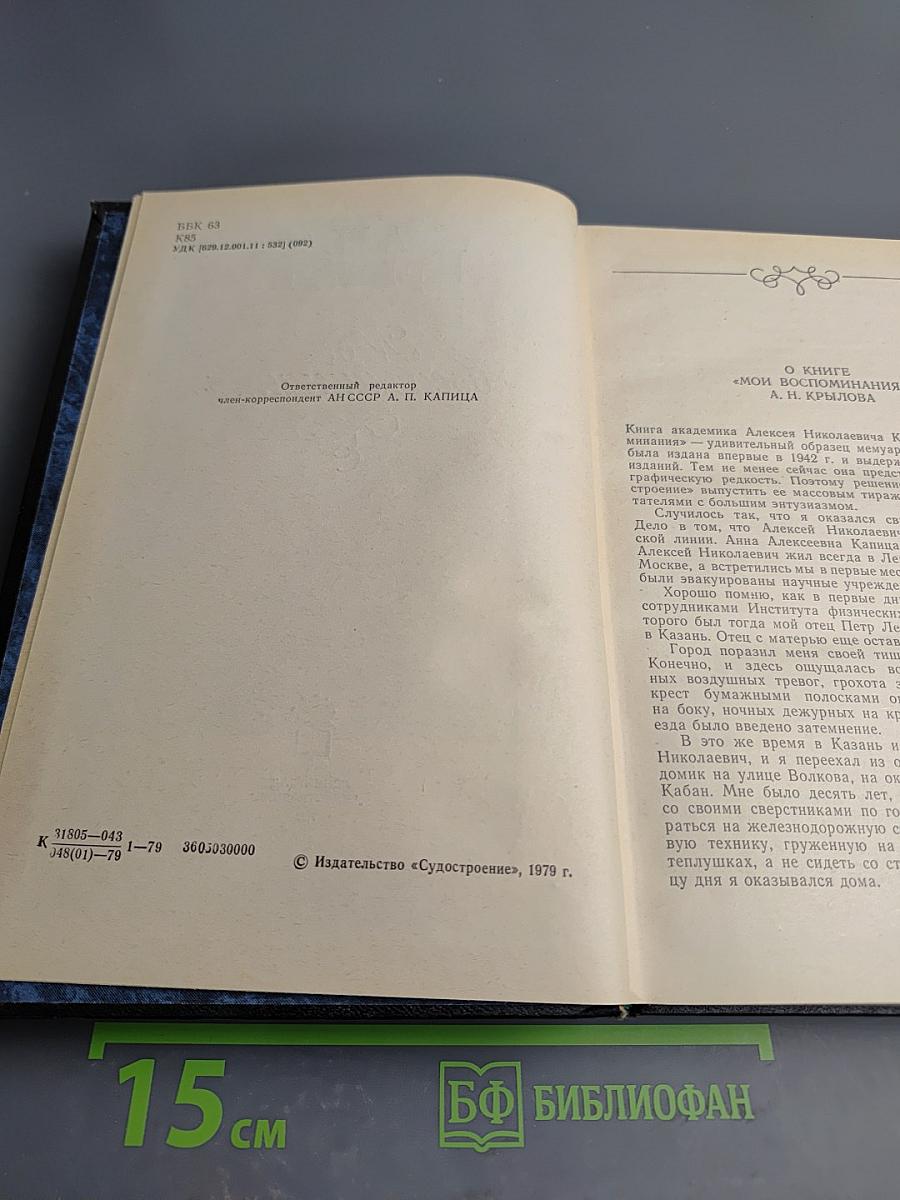 ББК 63
К85
УДК [629.12.001.11 : 532] (092)
Ответственный редактор
член-корреспондент АН СССР А. П. КАПИЦА
К 31805—043
048(01)—79 1—79 3605030000
© Издательство «Судостроение», 1979 г.
О КНИГЕ
«МОИ ВОСПОМИНАНИЯ
А. Н. КРЫЛОВА
Книга академика Алексея Николаевича К
минания» — удивительный образец мемуар
была издана впервые в 1942 г. и выдерж
изданий. Тем не менее сейчас она предст
графическую редкость. Поэтому решение
строение» выпустить ее массовым тираж
тателями с большим энтузиазмом.
Случилось так, что я оказался св
Дело в том, что Алексей Николаевич
ской линии. Анна Алексеевна Капица
Алексей Николаевич жил всегда в Ле
Москве, а встретились мы в первые мес
были эвакуированы научные учрежде
Хорошо помню, как в первые дн
сотрудниками Института физических
торого был тогда мой отец Петр Ле
в Казань. Отец с матерью еще остав
Город поразил меня своей тиш
Конечно, и здесь ощущалась во
ных воздушных тревог, грохота з
крест бумажными полосками о
на боку, ночных дежурных на кр
езда было введено затемнение.
В это же время в Казань и
Николаевич, и я переехал из о
домик на улице Волкова, на ок
Кабан. Мне было десять лет,
со своими сверстниками по го
раться на железнодорожную с
вую технику, груженную на
теплушках, а не сидеть со ст
цу дня я оказывался дома.
15 см
БФ БИБЛИОФАН